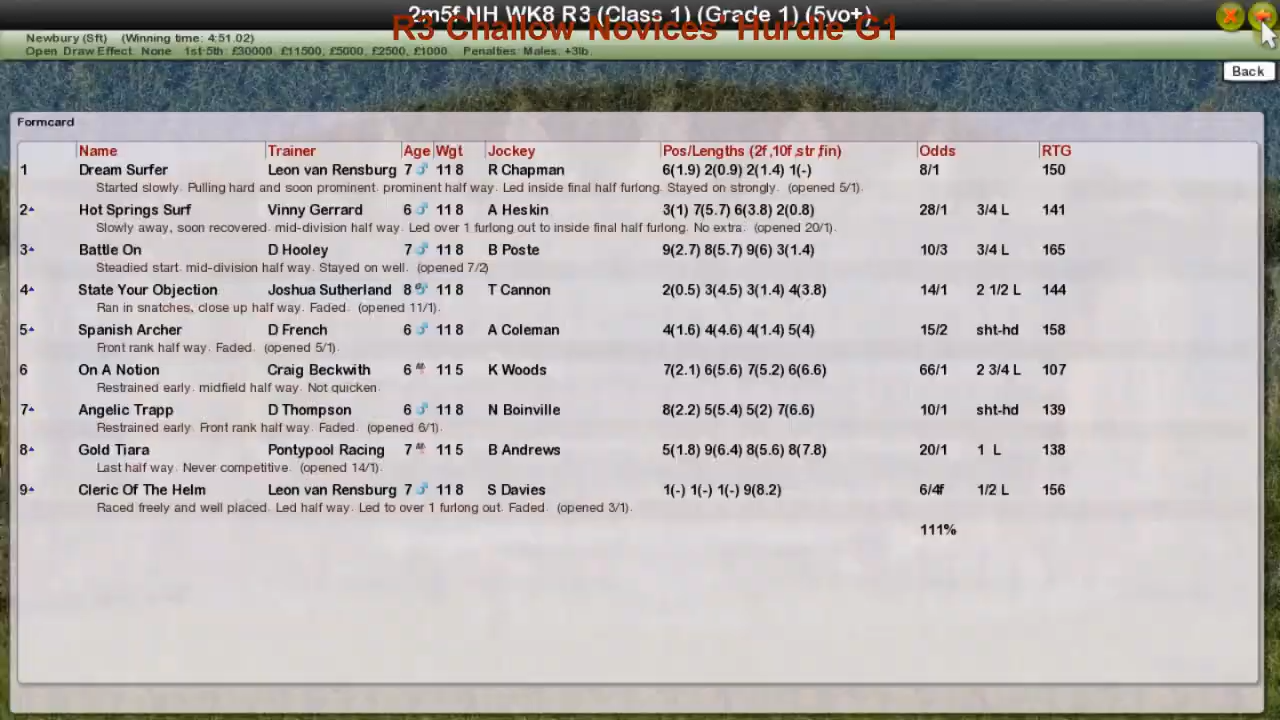 2m5f NH WK8 R3 (Class 1) (Grade 1) (5yo+)
R3 Challow Novices' Hurdle G1
Newbury (Sft) (Winning time: 4:51.02)
Open Draw Effect. None. 1st-5th: £30000, £11500, £5000, £2500, £1000. Penalties: Males, +3lb.
Back
Formcard
Name Trainer Age Wgt Jockey Pos/Lengths (2f,10f,str,fin) Odds RTG
1 Dream Surfer Leon van Rensburg 7 11 8 R Chapman 6(1.9) 2(0.9) 2(1.4) 1(-) 8/1 150
Started slowly. Pulling hard and soon prominent. prominent half way. Led inside final half furlong. Stayed on strongly. (opened 5/1).
2 Hot Springs Surf Vinny Gerrard 6 11 8 A Heskin 3(1) 7(5.7) 6(3.8) 2(0.8) 28/1 3/4 L 141
Slowly away, soon recovered. mid-division half way. Led over 1 furlong out to inside final half furlong. No extra. (opened 20/1).
3 Battle On D Hooley 7 11 8 B Poste 9(2.7) 8(5.7) 9(6) 3(1.4) 10/3 3/4 L 165
Steadied start. mid-division half way. Stayed on well. (opened 7/2)
4 State Your Objection Joshua Sutherland 8 11 8 T Cannon 2(0.5) 3(4.5) 3(1.4) 4(3.8) 14/1 2 1/2 L 144
Ran in snatches, close up half way. Faded. (opened 11/1).
5 Spanish Archer D French 6 11 8 A Coleman 4(1.6) 4(4.6) 4(1.4) 5(4) 15/2 sht-hd 158
Front rank half way. Faded. (opened 5/1).
6 On A Notion Craig Beckwith 6 11 5 K Woods 7(2.1) 6(5.6) 7(5.2) 6(6.6) 66/1 2 3/4 L 107
Restrained early. midfield half way. Not quicken.
7 Angelic Trapp D Thompson 6 11 8 N Boinville 8(2.2) 5(5.4) 5(2) 7(6.6) 10/1 sht-hd 139
Restrained early. Front rank half way. Faded. (opened 6/1).
8 Gold Tiara Pontypool Racing 7 11 5 B Andrews 5(1.8) 9(6.4) 8(5.6) 8(7.8) 20/1 1 L 138
Last half way. Never competitive. (opened 14/1).
9 Cleric Of The Helm Leon van Rensburg 7 11 8 S Davies 1(-) 1(-) 1(-) 9(8.2) 6/4f 1/2 L 156
Raced freely and well placed. Led half way. Led to over 1 furlong out. Faded. (opened 3/1).
111%